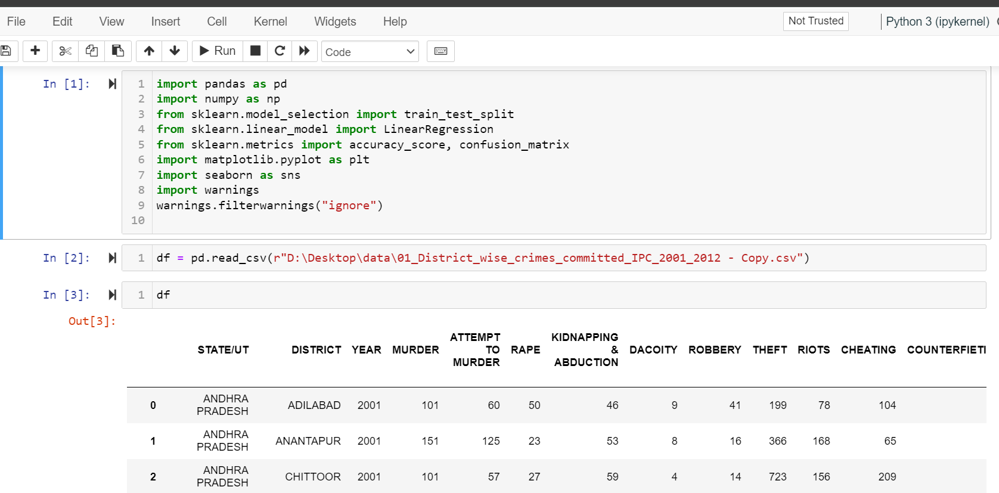 File Edit View Insert Cell Kernel Widgets Help Not Trusted Python 3 (ipykernel)
Run Code
In [1]:
1 import pandas as pd
2 import numpy as np
3 from sklearn.model_selection import train_test_split
4 from sklearn.linear_model import LinearRegression
5 from sklearn.metrics import accuracy_score, confusion_matrix
6 import matplotlib.pyplot as plt
7 import seaborn as sns
8 import warnings
9 warnings.filterwarnings("ignore")
10
In [2]: 1 df = pd.read_csv(r"D:\Desktop\data\01_District_wise_crimes_committed_IPC_2001_2012 - Copy.csv")
In [3]: 1 df
Out[3]:
STATE/UT DISTRICT YEAR MURDER ATTEMPT TO MURDER RAPE KIDNAPPING & ABDUCTION DACOITY ROBBERY THEFT RIOTS CHEATING COUNTERFIETI
0 ANDHRA PRADESH ADILABAD 2001 101 60 50 46 9 41 199 78 104
1 ANDHRA PRADESH ANANTAPUR 2001 151 125 23 53 8 16 366 168 65
2 ANDHRA PRADESH CHITTOOR 2001 101 57 27 59 4 14 723 156 209